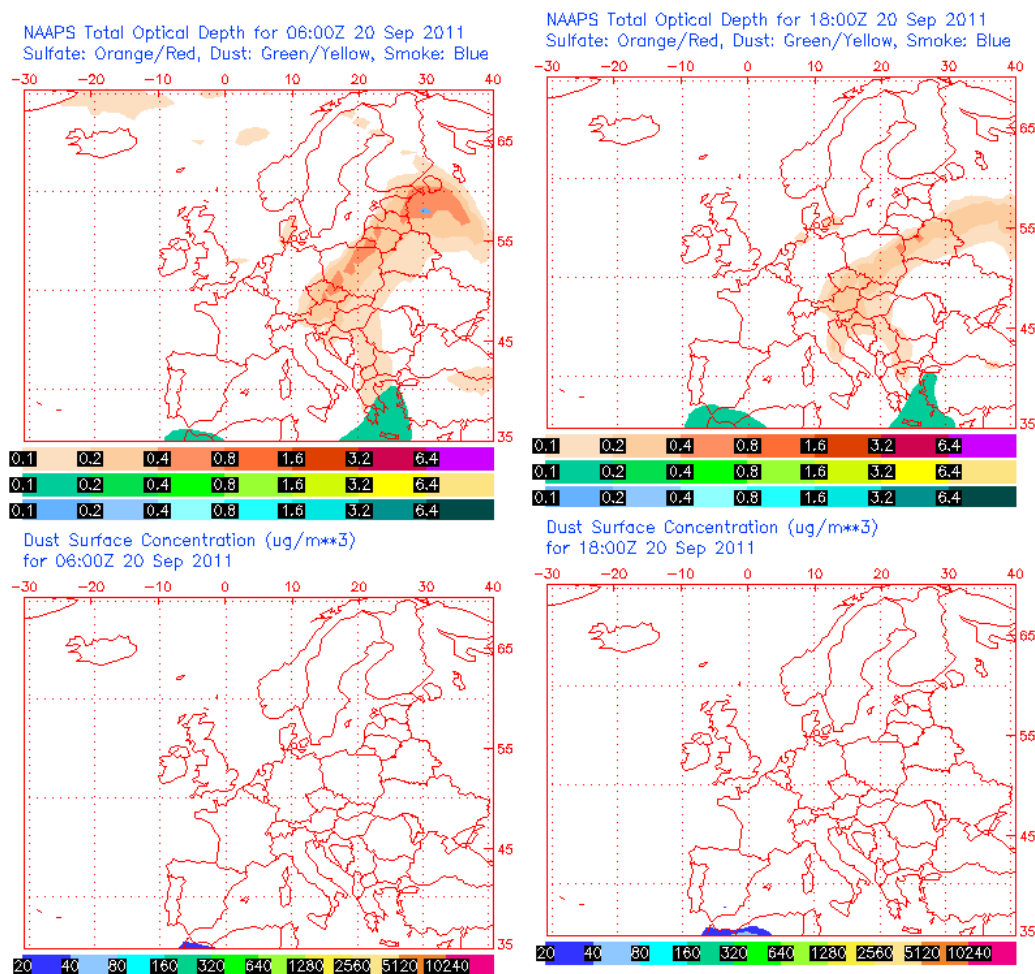 NAAPS Total Optical Depth for 06:00Z 20 Sep 2011
Sulfate: Orange/Red, Dust: Green/Yellow, Smoke: Blue
-30 -20 -10 0 10 20 30 40
65
55
45
35
0.1 0.2 0.4 0.8 1.6 3.2 6.4
0.1 0.2 0.4 0.8 1.6 3.2 6.4
0.1 0.2 0.4 0.8 1.6 3.2 6.4
NAAPS Total Optical Depth for 18:00Z 20 Sep 2011
Sulfate: Orange/Red, Dust: Green/Yellow, Smoke: Blue
-30 -20 -10 0 10 20 30 40
65
55
45
35
0.1 0.2 0.4 0.8 1.6 3.2 6.4
0.1 0.2 0.4 0.8 1.6 3.2 6.4
0.1 0.2 0.4 0.8 1.6 3.2 6.4
Dust Surface Concentration (ug/m**3)
for 06:00Z 20 Sep 2011
-30 -20 -10 0 10 20 30 40
65
55
45
35
20 40 80 160 320 640 1280 2560 5120 10240
Dust Surface Concentration (ug/m**3)
for 18:00Z 20 Sep 2011
-30 -20 -10 0 10 20 30 40
65
55
45
35
20 40 80 160 320 640 1280 2560 5120 10240